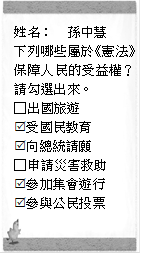 姓名：　孫中慧
下列哪些屬於《憲法》
保障人民的受益權？
請勾選出來。
□出國旅遊
☑受國民教育
☑向總統請願
□申請災害救助
☑參加集會遊行
☑參與公民投票